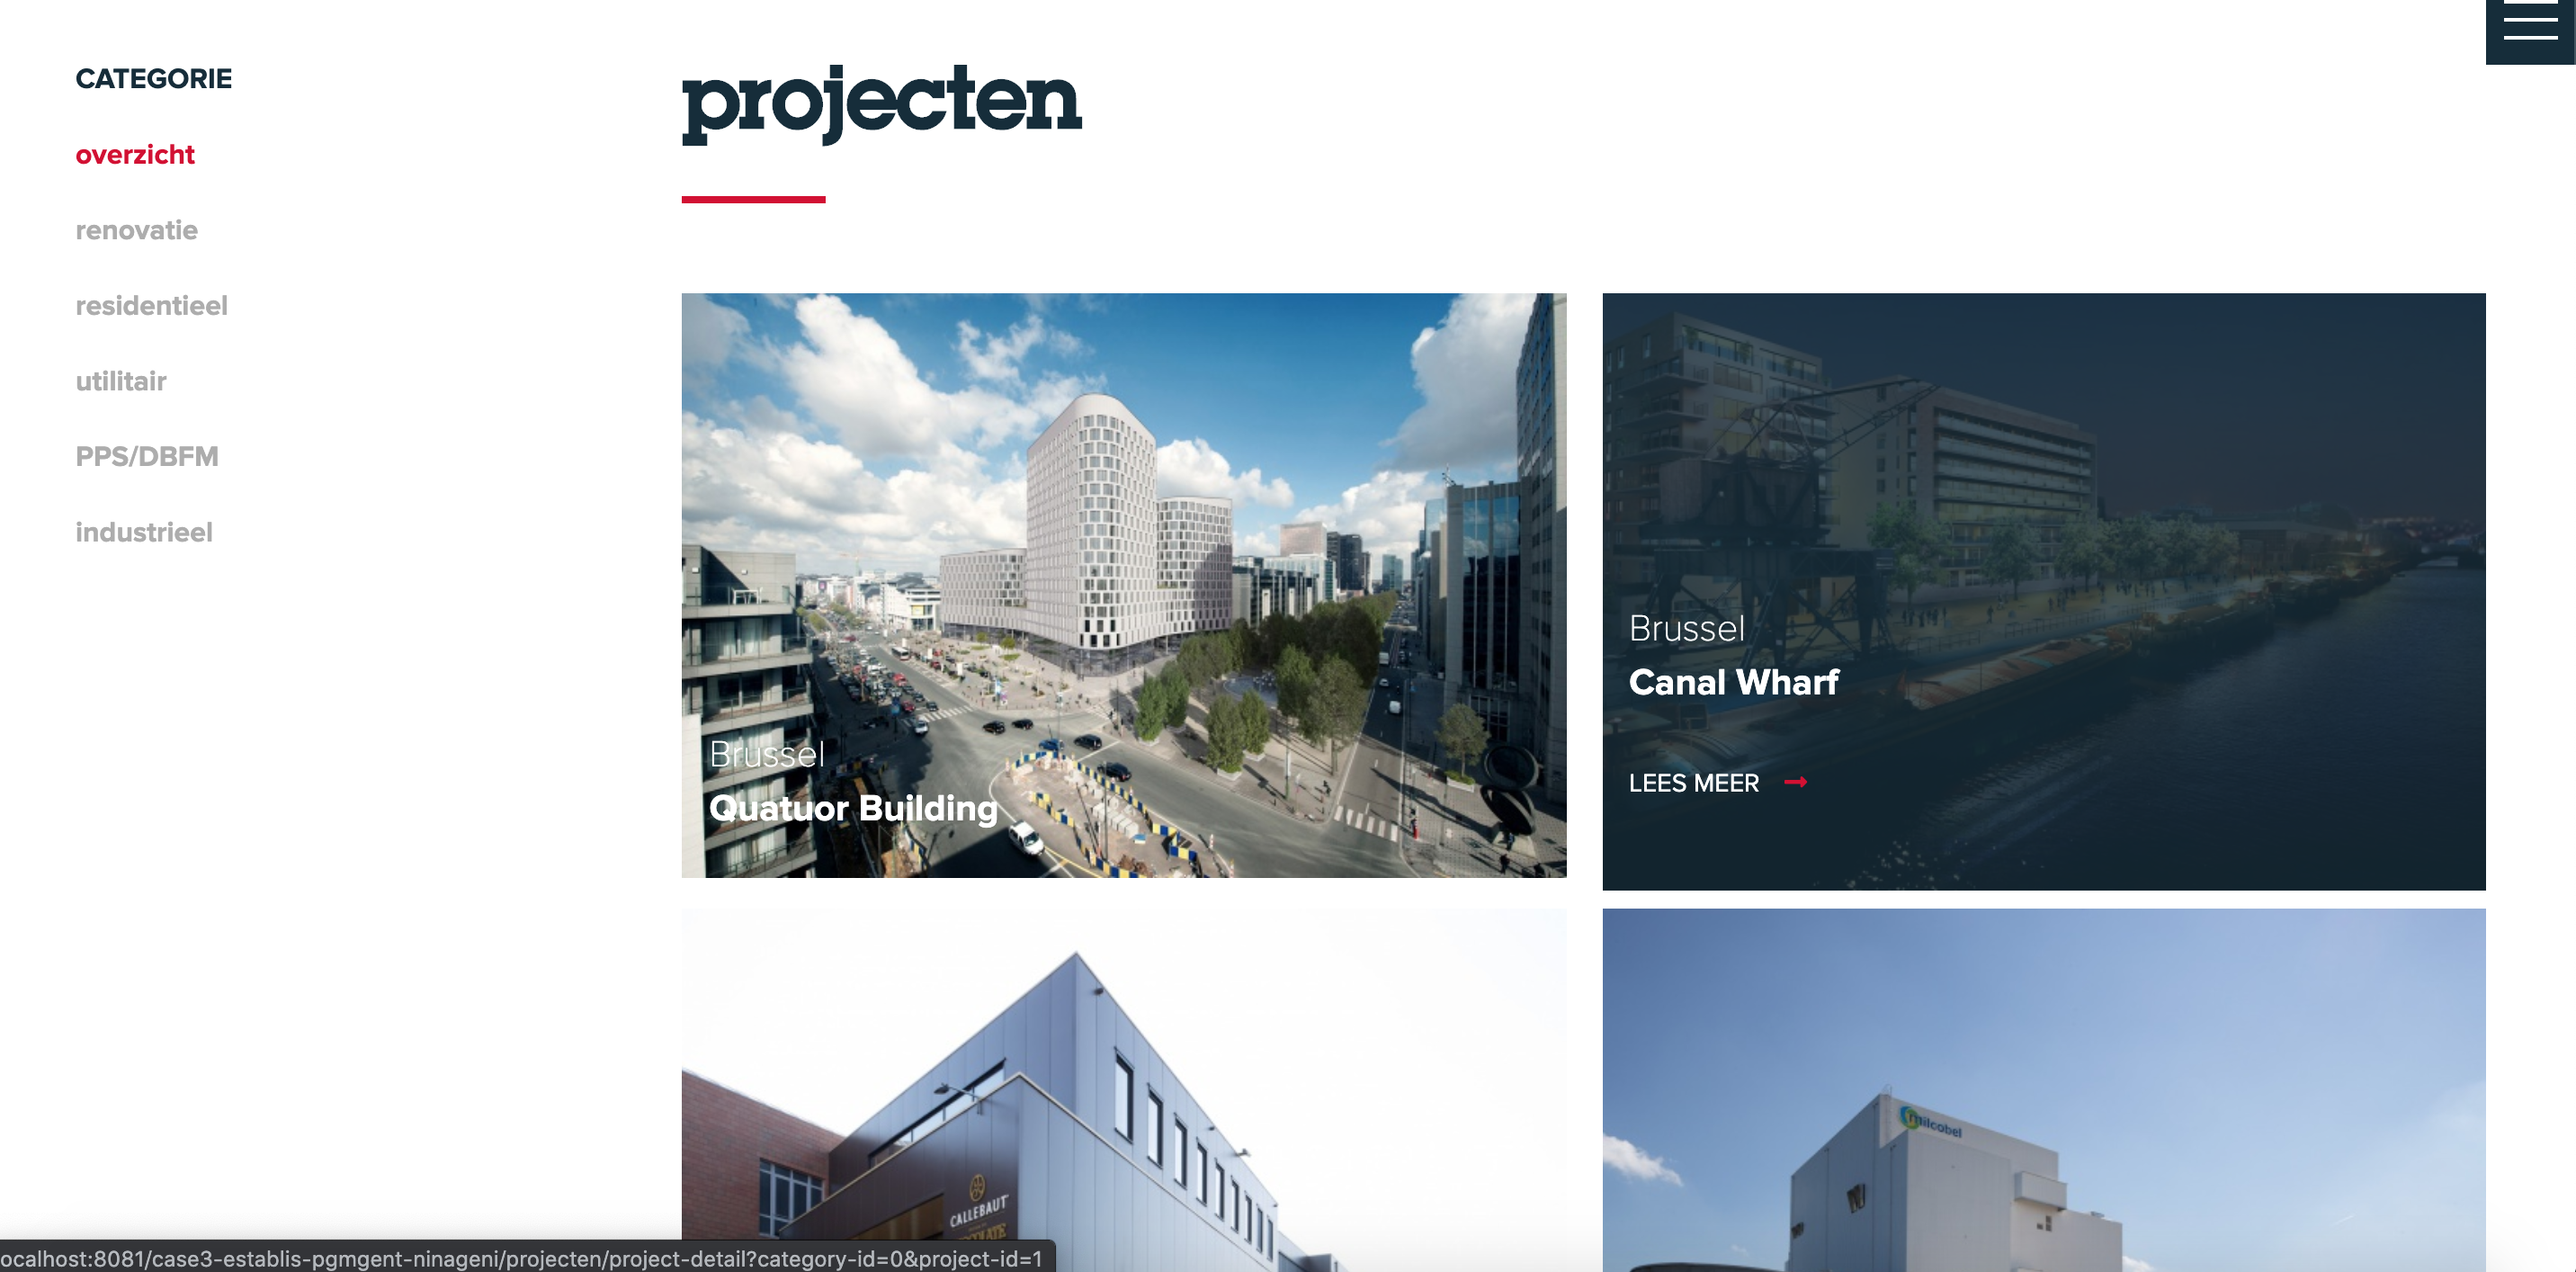 CATEGORIE
overzicht
renovatie
residentieel
utilitair
PPS/DBFM
industrieel
projecten
Brussel
Quatuor Building
Brussel
Canal Wharf
LEES MEER
CALLEBAUT
milcobel
ocalhost:8081/case3-establis-pgmgent-ninageni/projecten/project-detail?category-id=0&project-id=1